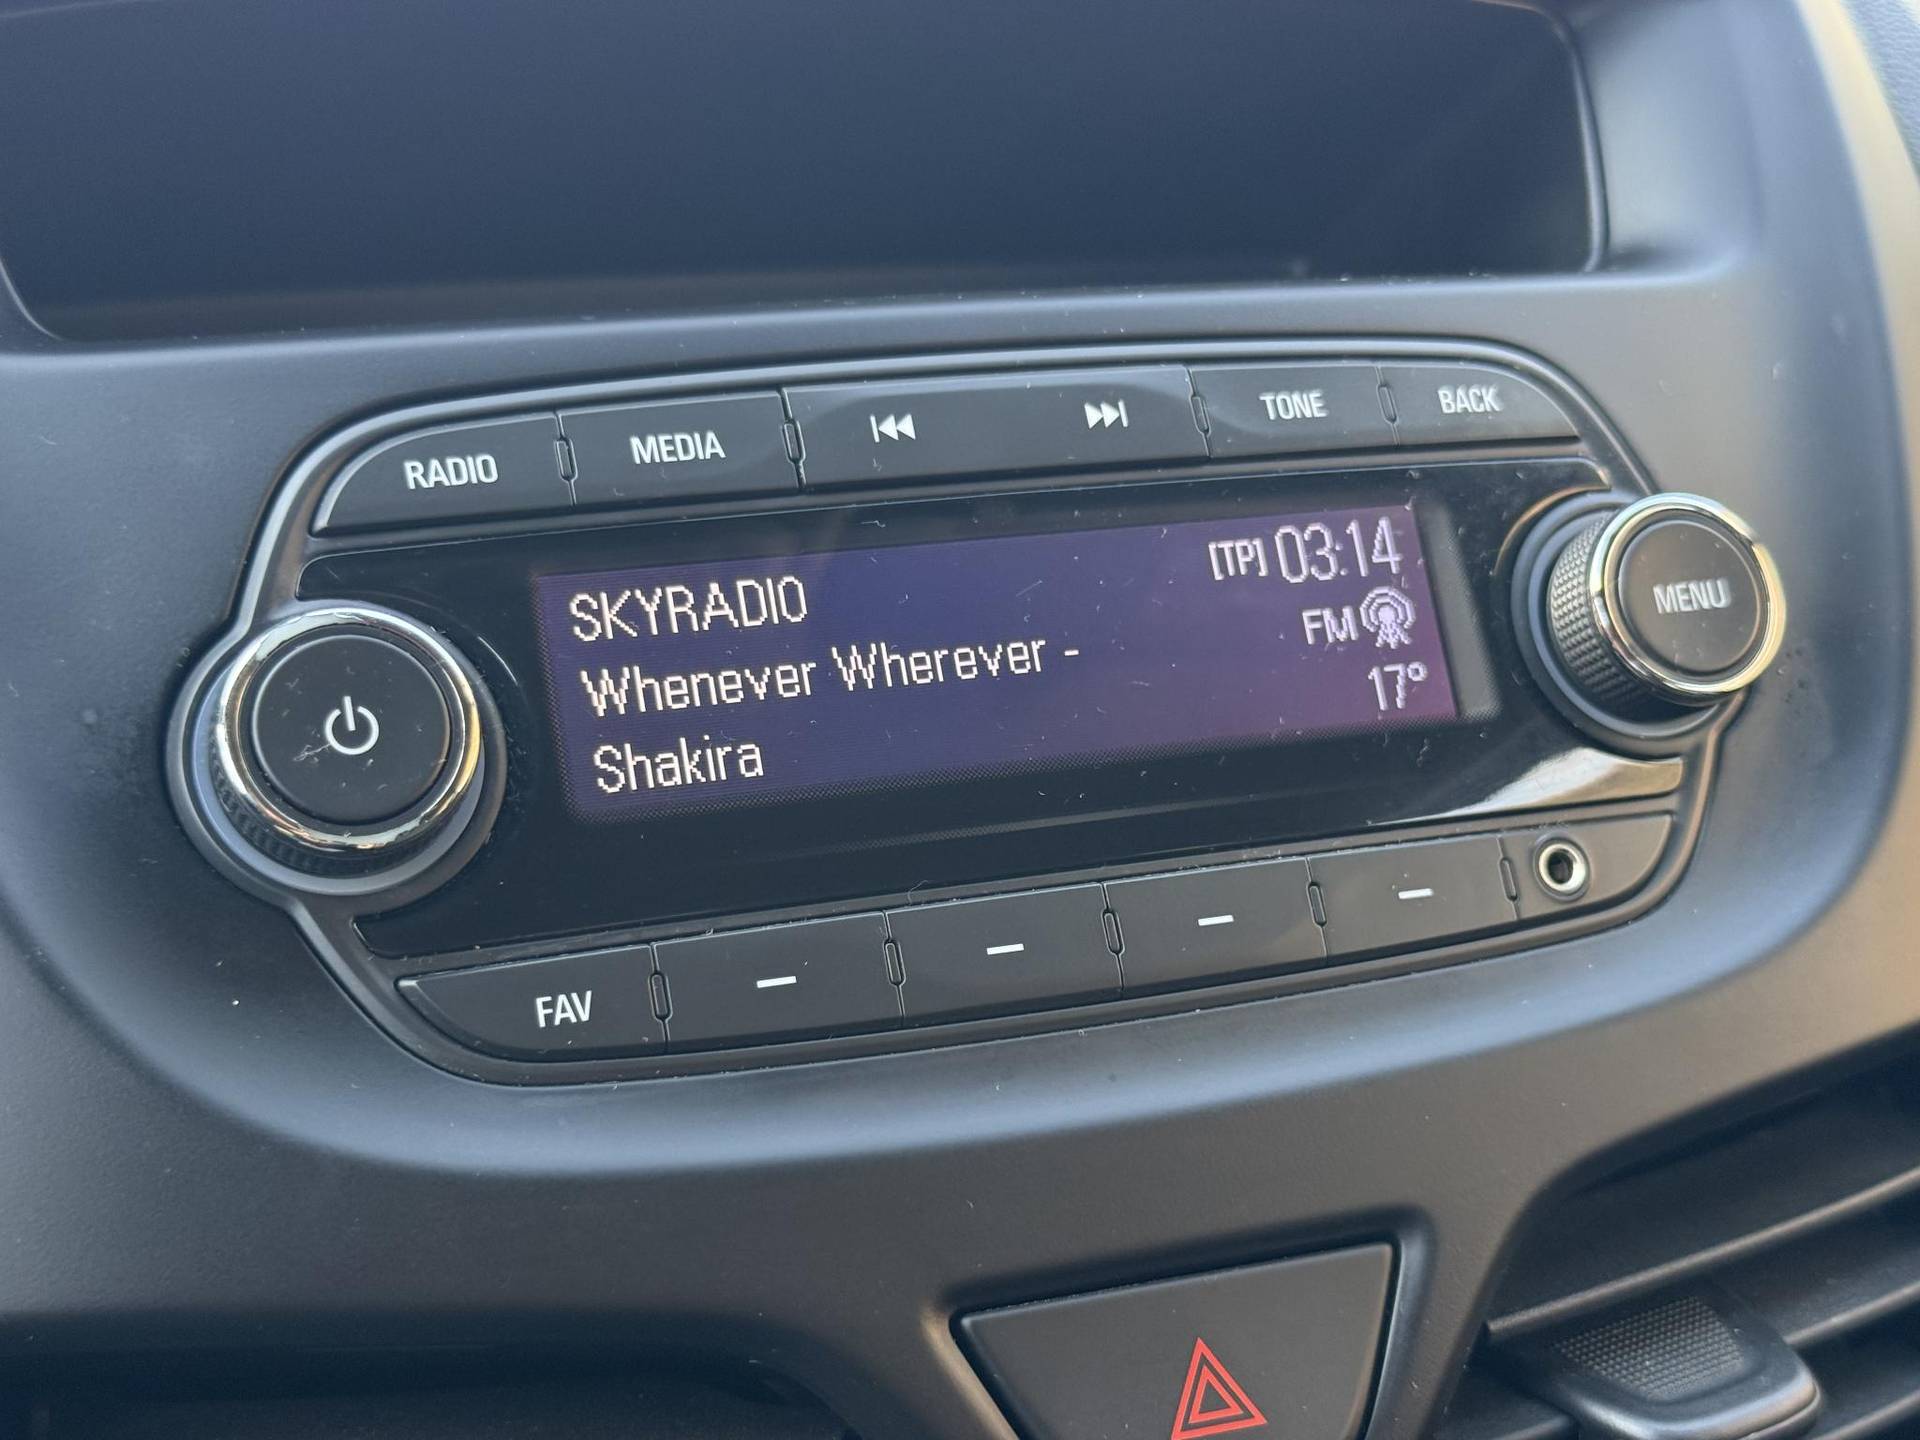 RADIO MEDIA TONE BACK
SKYRADIO [TP] 03:14
Whenever Wherever - FM
Shakira 17°
MENU
FAV